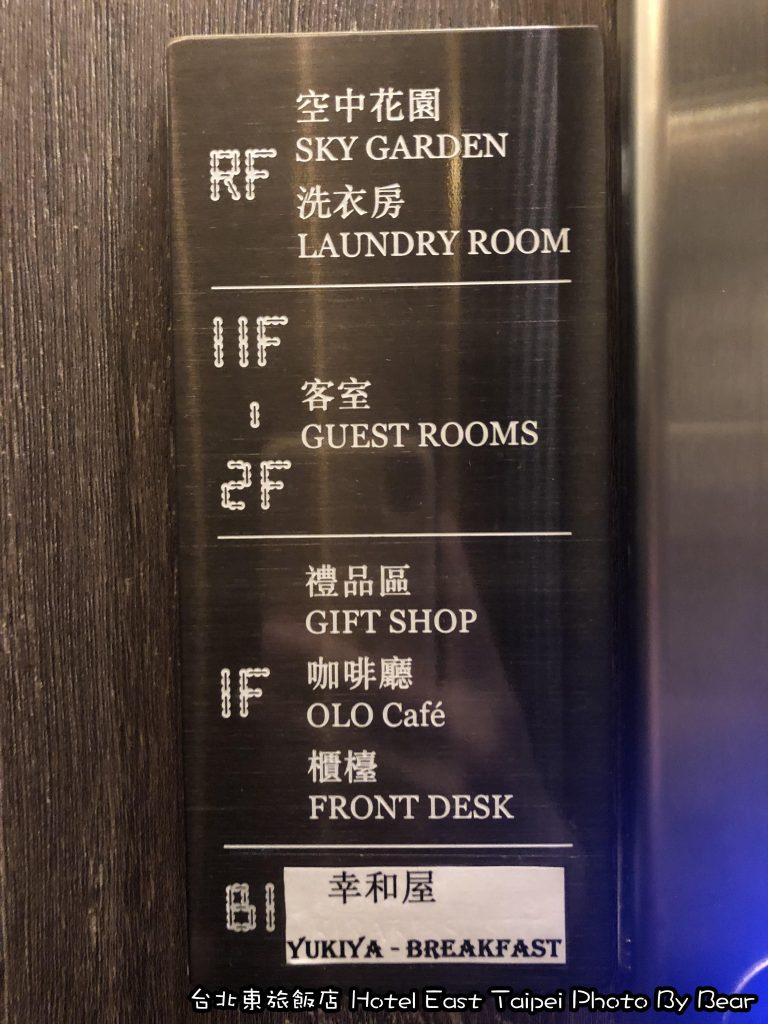 RF
空中花園
SKY GARDEN
洗衣房
LAUNDRY ROOM
11F
-
2F
客室
GUEST ROOMS
1F
禮品區
GIFT SHOP
咖啡廳
OLO Café
櫃檯
FRONT DESK
B1
幸和屋
YUKIYA - BREAKFAST
台北東旅飯店 Hotel East Taipei Photo By Bear